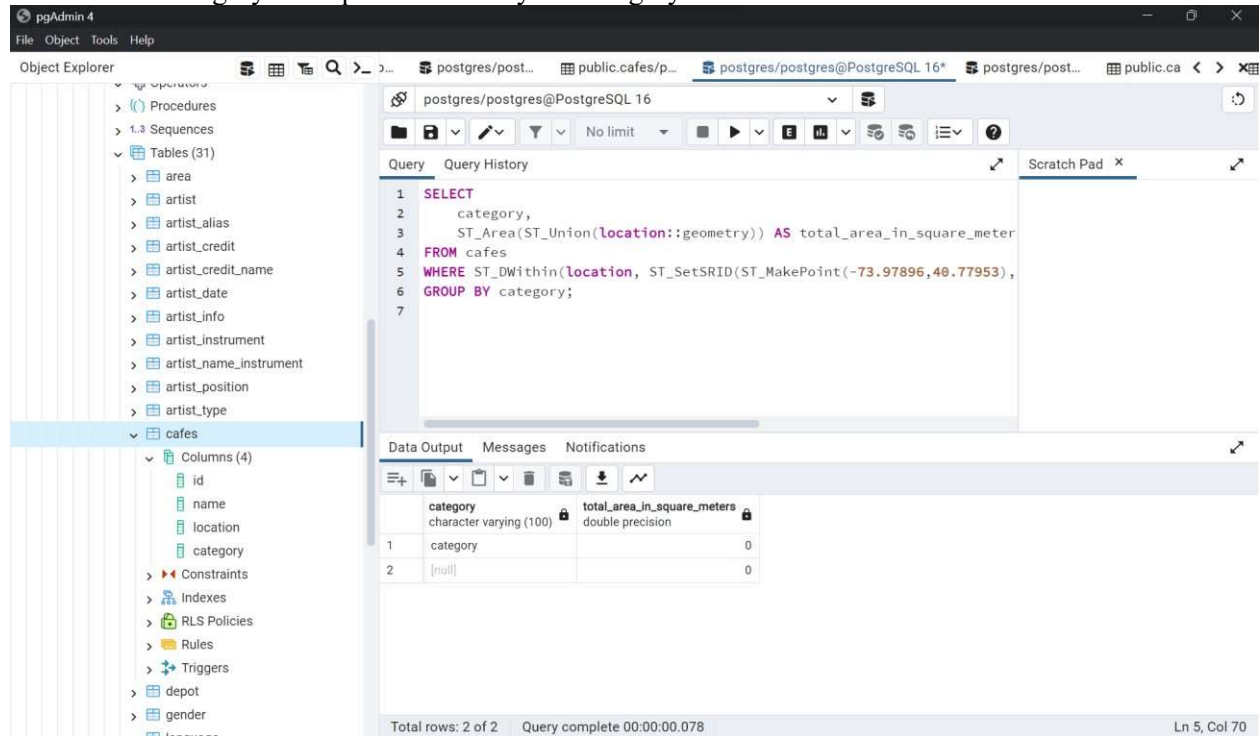 pgAdmin 4
File Object Tools Help
Object Explorer
postgres/post...
public.cafes/p...
postgres/postgres@PostgreSQL 16*
postgres/post...
public.ca
Procedures
1..3 Sequences
Tables (31)
area
artist
artist_alias
artist_credit
artist_credit_name
artist_date
artist_info
artist_instrument
artist_name_instrument
artist_position
artist_type
cafes
Columns (4)
id
name
location
category
Constraints
Indexes
RLS Policies
Rules
Triggers
depot
gender
postgres/postgres@PostgreSQL 16
No limit
Query Query History
Scratch Pad
1 SELECT
2 category,
3 ST_Area(ST_Union(location::geometry)) AS total_area_in_square_meter
4 FROM cafes
5 WHERE ST_DWithin(location, ST_SetSRID(ST_MakePoint(-73.97896,40.77953),
6 GROUP BY category;
7
Data Output Messages Notifications
category
character varying (100)
total_area_in_square_meters
double precision
1 category 0
2 [null] 0
Total rows: 2 of 2 Query complete 00:00:00.078
Ln 5, Col 70